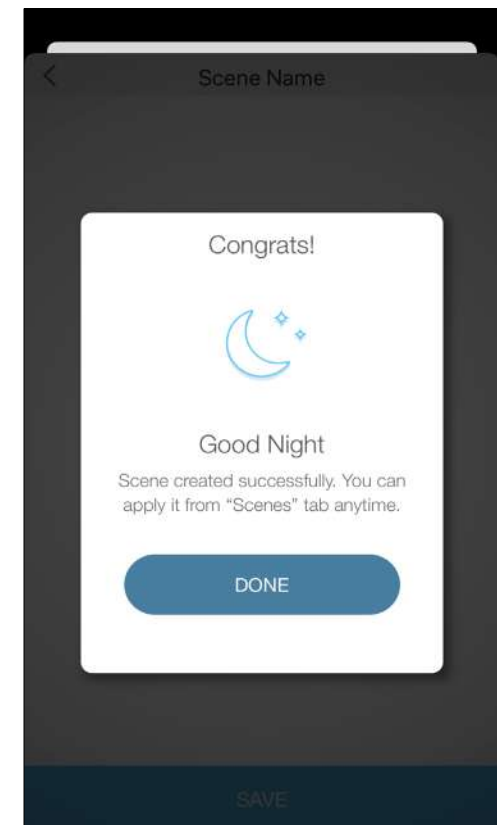 Scene Name
Congrats!
Good Night
Scene created successfully. You can
apply it from “Scenes” tab anytime.
DONE
SAVE